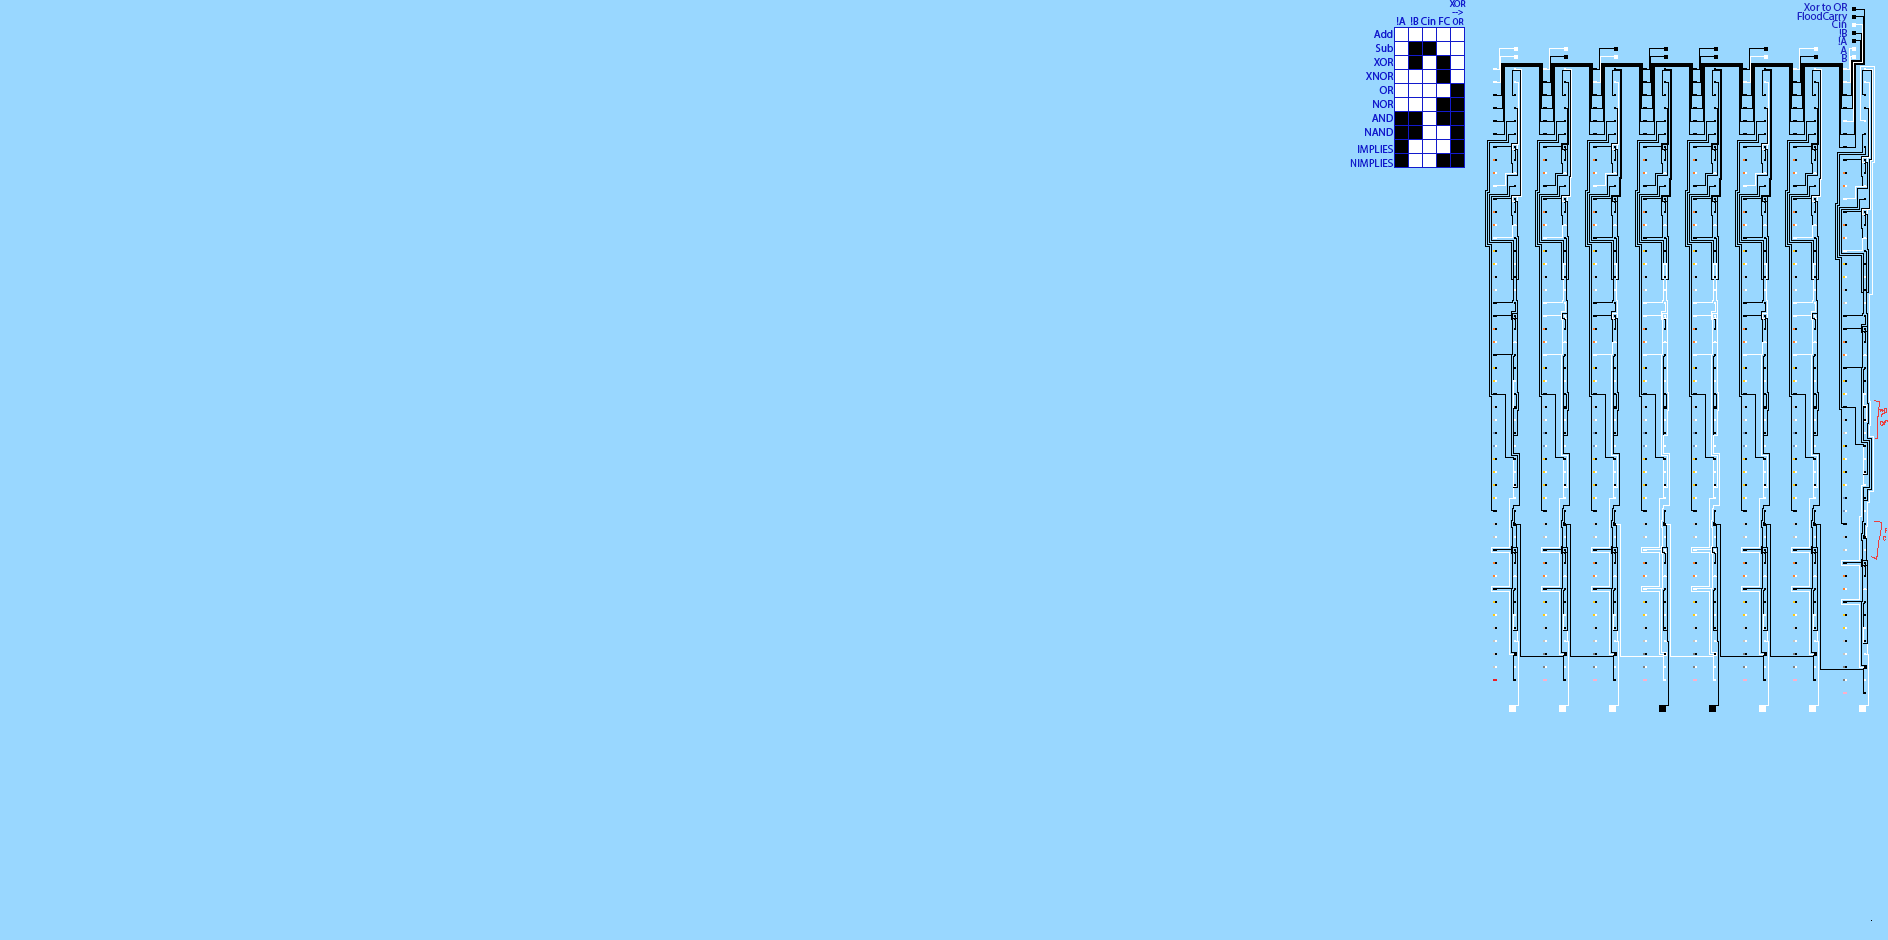 XOR
-->
!A !B Cin FC OR
Add
Sub
XOR
XNOR
OR
NOR
AND
NAND
IMPLIES
NIMPLIES
Xor to OR
FloodCarry
Cin
!B
!A
A
B